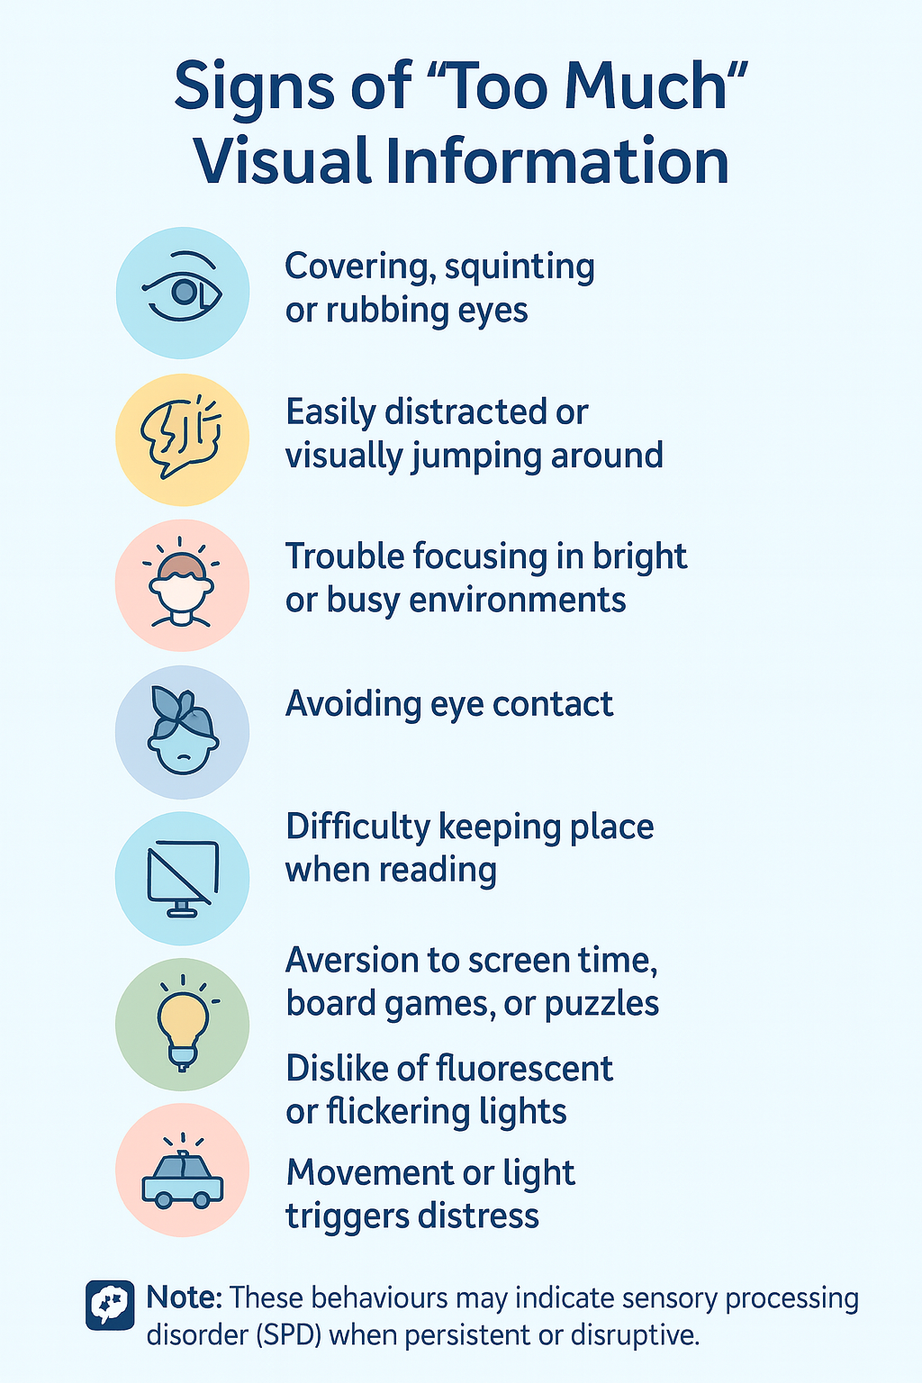 Signs of “Too Much”
Visual Information
Covering, squinting
or rubbing eyes
Easily distracted or
visually jumping around
Trouble focusing in bright
or busy environments
Avoiding eye contact
Difficulty keeping place
when reading
Aversion to screen time,
board games, or puzzles
Dislike of fluorescent
or flickering lights
Movement or light
triggers distress
Note: These behaviours may indicate sensory processing
disorder (SPD) when persistent or disruptive.